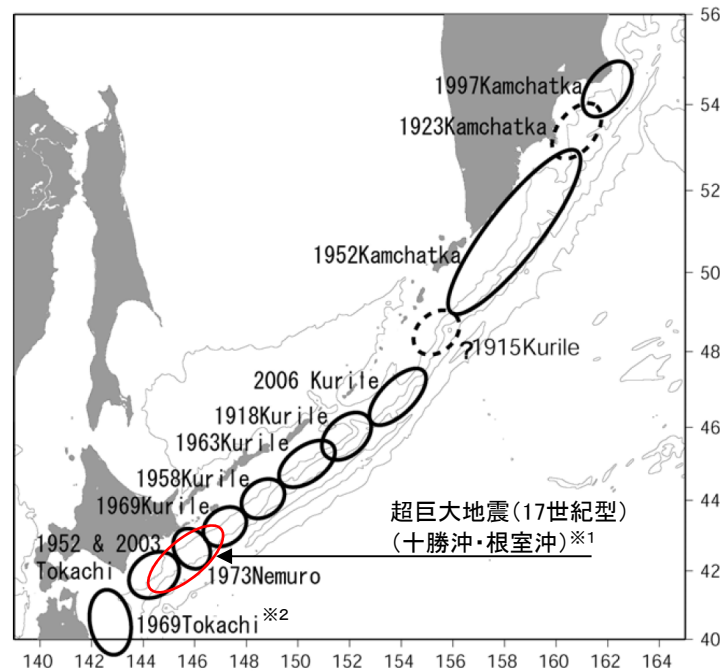 56
1997Kamchatka
54
1923Kamchatka
52
1952Kamchatka
50
48
?1915Kurile
2006 Kurile
1918Kurile
46
1963Kurile
1958Kurile
44
1969Kurile
超巨大地震(17世紀型)
(十勝沖・根室沖)※1
1952 & 2003
Tokachi
42
1973Nemuro
1969Tokachi※2
40
140 142 144 146 148 150 152 154 156 158 160 162 164